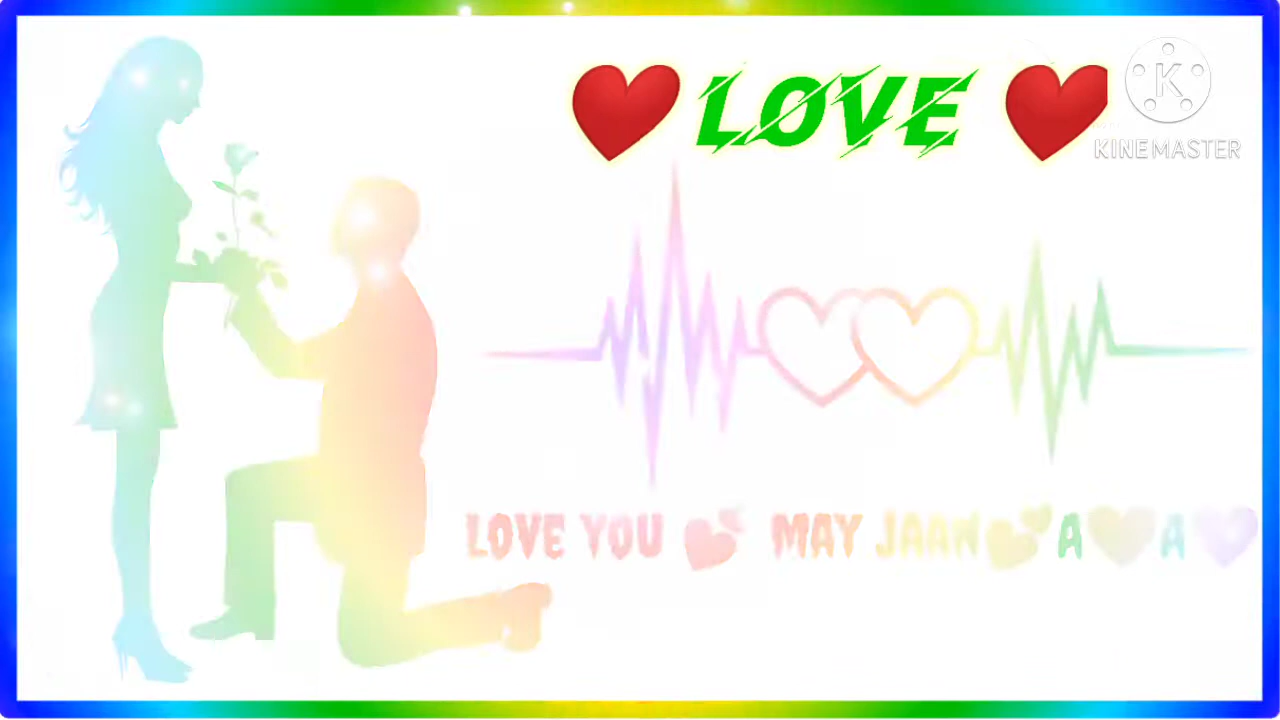 ❤️LOVE ❤️
K
KINEMASTER
LOVE YOU 💕 MAY JAAN💕A🤍A🤍